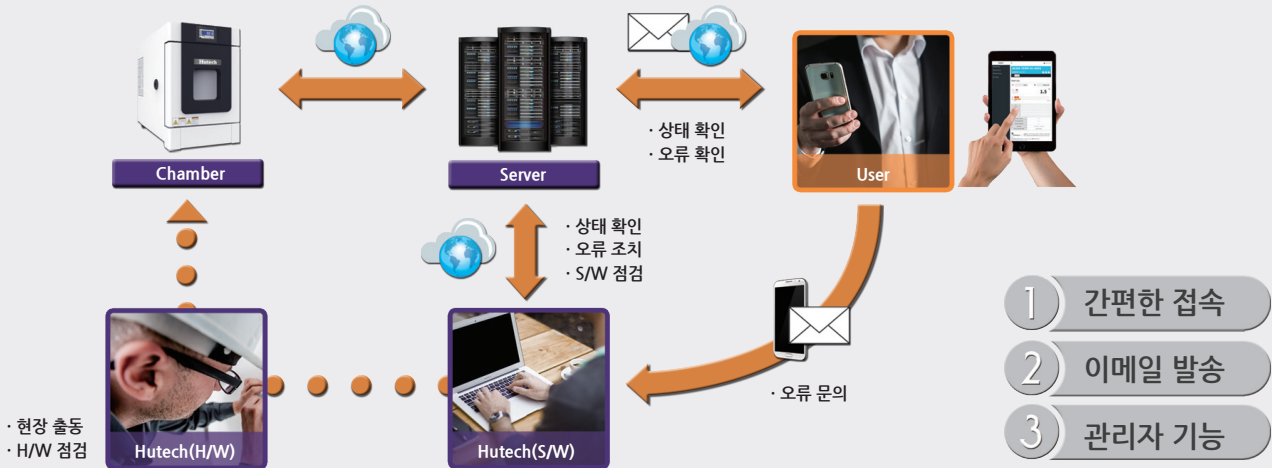 Hutech
Chamber
Server
· 상태 확인
· 오류 확인
User
· 상태 확인
· 오류 조치
· S/W 점검
· 현장 출동
· H/W 점검
Hutech(H/W)
Hutech(S/W)
· 오류 문의
1 간편한 접속
2 이메일 발송
3 관리자 기능